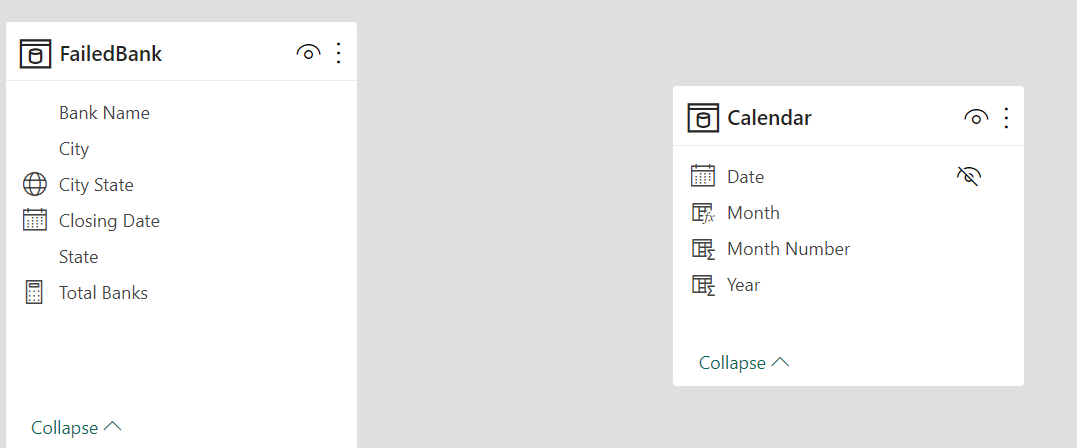 FailedBank
Bank Name
City
City State
Closing Date
State
Total Banks
Collapse
Calendar
Date
Month
Month Number
Year
Collapse